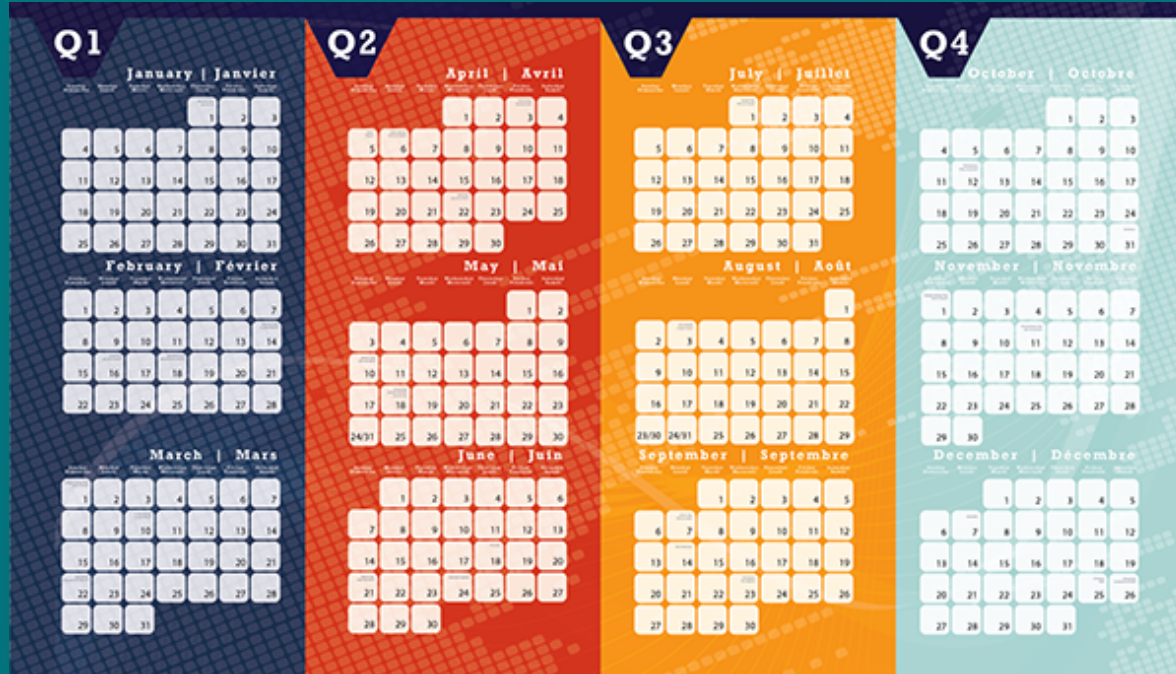 Q1
January | Janvier
1 2 3
4 5 6 7 8 9 10
11 12 13 14 15 16 17
18 19 20 21 22 23 24
25 26 27 28 29 30 31
February | Février
1 2 3 4 5 6 7
8 9 10 11 12 13 14
15 16 17 18 19 20 21
22 23 24 25 26 27 28
March | Mars
1 2 3 4 5 6 7
8 9 10 11 12 13 14
15 16 17 18 19 20 21
22 23 24 25 26 27 28
29 30 31
Q2
April | Avril
1 2 3 4
5 6 7 8 9 10 11
12 13 14 15 16 17 18
19 20 21 22 23 24 25
26 27 28 29 30
May | Mai
1 2
3 4 5 6 7 8 9
10 11 12 13 14 15 16
17 18 19 20 21 22 23
24/31 25 26 27 28 29 30
June | Juin
1 2 3 4 5 6
7 8 9 10 11 12 13
14 15 16 17 18 19 20
21 22 23 24 25 26 27
28 29 30
Q3
July | Juillet
1 2 3 4
5 6 7 8 9 10 11
12 13 14 15 16 17 18
19 20 21 22 23 24 25
26 27 28 29 30 31
August | Août
1
2 3 4 5 6 7 8
9 10 11 12 13 14 15
16 17 18 19 20 21 22
23/30 24/31 25 26 27 28 29
September | Septembre
1 2 3 4 5
6 7 8 9 10 11 12
13 14 15 16 17 18 19
20 21 22 23 24 25 26
27 28 29 30
Q4
October | Octobre
1 2 3
4 5 6 7 8 9 10
11 12 13 14 15 16 17
18 19 20 21 22 23 24
25 26 27 28 29 30 31
November | Novembre
1 2 3 4 5 6 7
8 9 10 11 12 13 14
15 16 17 18 19 20 21
22 23 24 25 26 27 28
29 30
December | Décembre
1 2 3 4 5
6 7 8 9 10 11 12
13 14 15 16 17 18 19
20 21 22 23 24 25 26
27 28 29 30 31